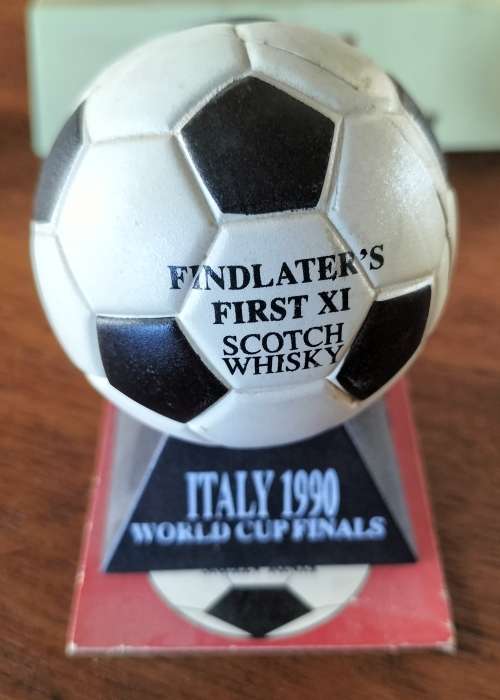 FINDLATER'S
FIRST XI
SCOTCH
WHISKY
ITALY 1990
WORLD CUP FINALS